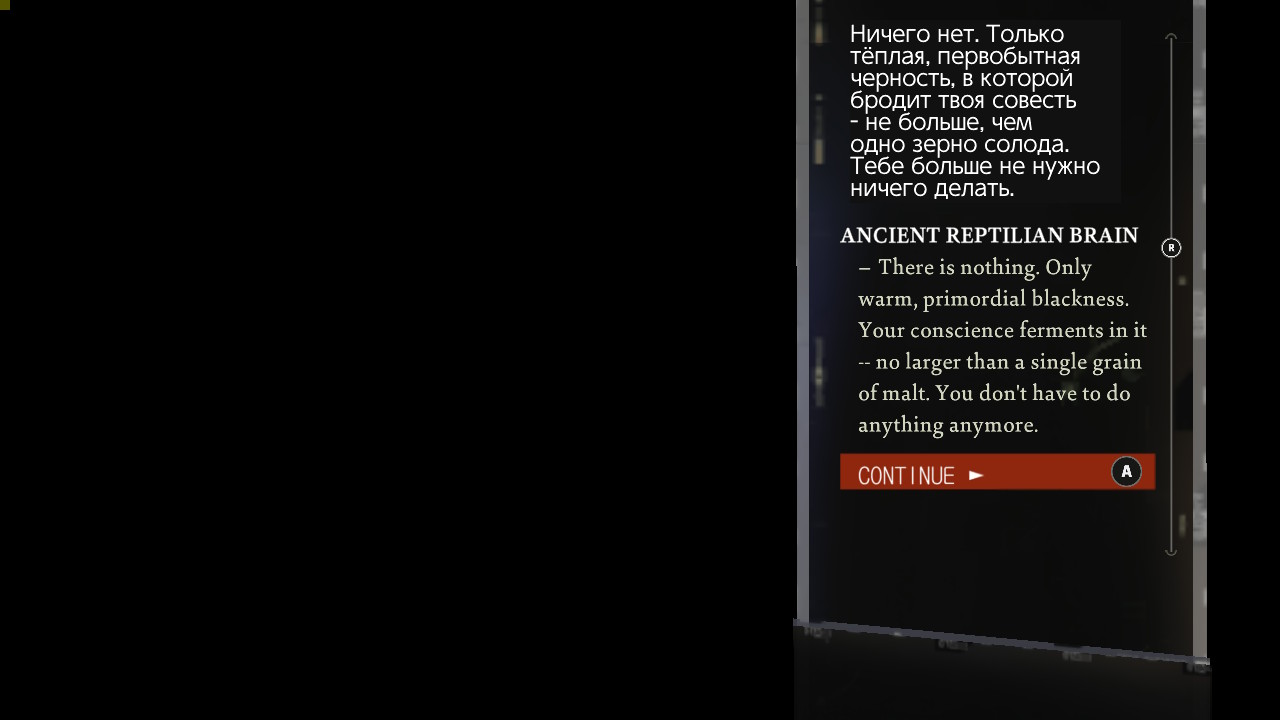 Ничего нет. Только
тёплая, первобытная
черность, в которой
бродит твоя совесть
- не больше, чем
одно зерно солода.
Тебе больше не нужно
ничего делать.
ANCIENT REPTILIAN BRAIN
– There is nothing. Only
warm, primordial blackness.
Your conscience ferments in it
-- no larger than a single grain
of malt. You don't have to do
anything anymore.
CONTINUE ► A
R